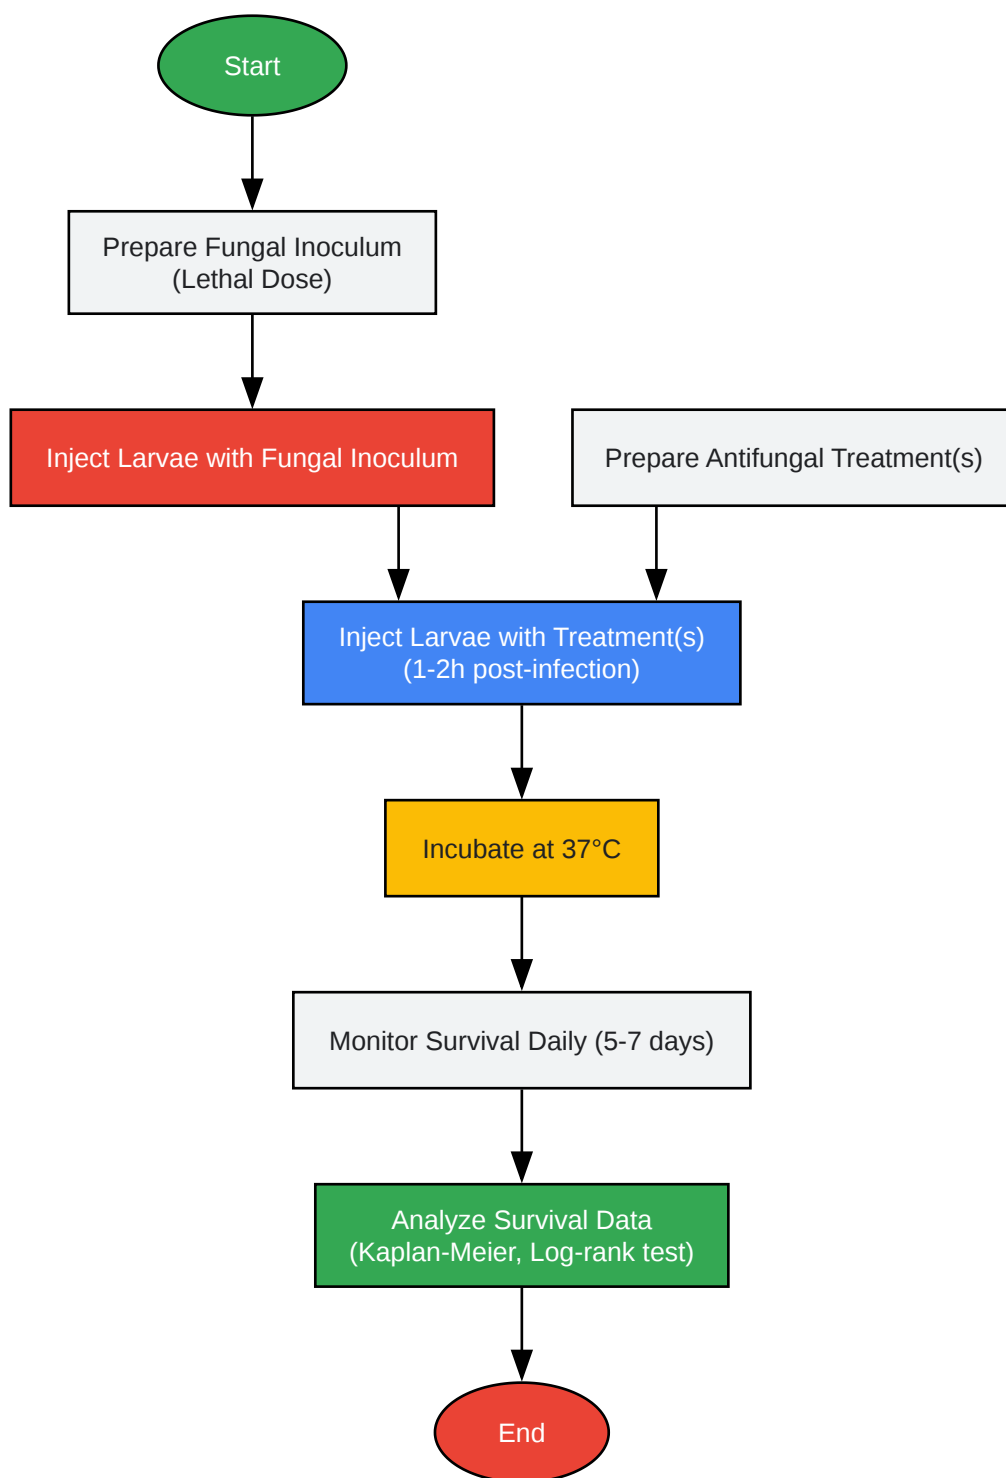 Start
Prepare Fungal Inoculum
(Lethal Dose)
Inject Larvae with Fungal Inoculum
Prepare Antifungal Treatment(s)
Inject Larvae with Treatment(s)
(1-2h post-infection)
Incubate at 37°C
Monitor Survival Daily (5-7 days)
Analyze Survival Data
(Kaplan-Meier, Log-rank test)
End